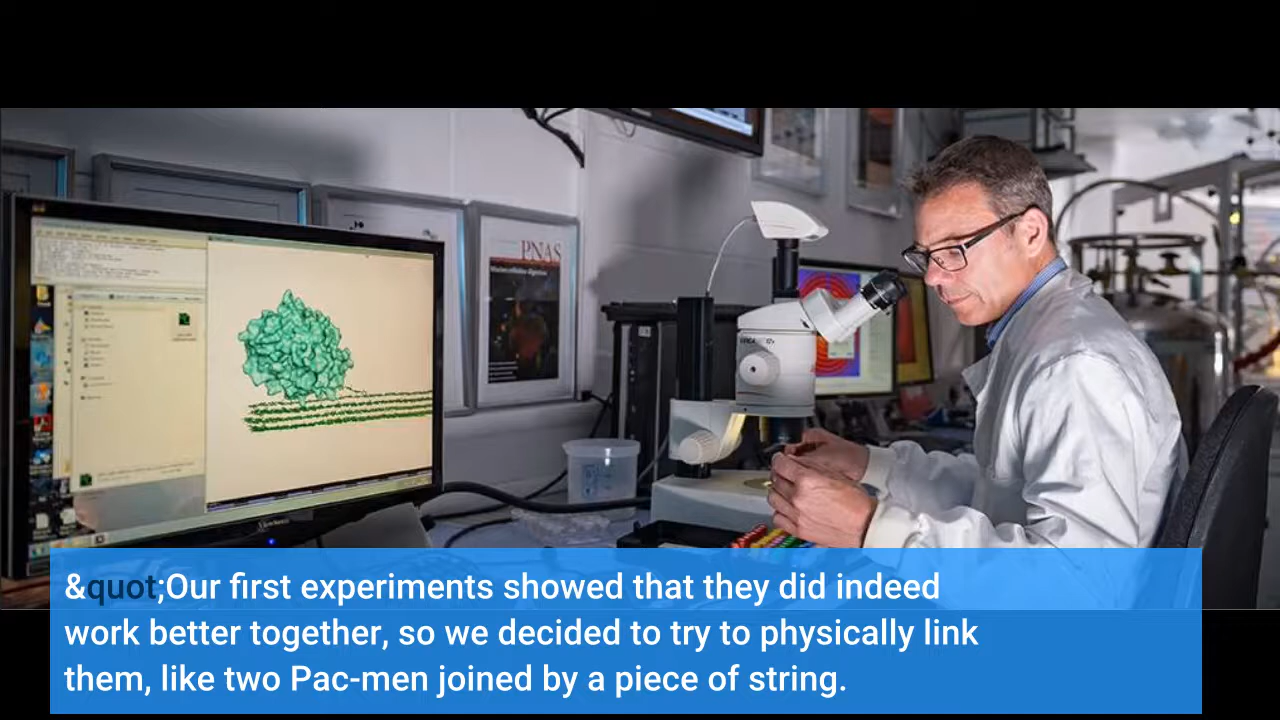 PNAS
&quot;Our first experiments showed that they did indeed
work better together, so we decided to try to physically link
them, like two Pac-men joined by a piece of string.